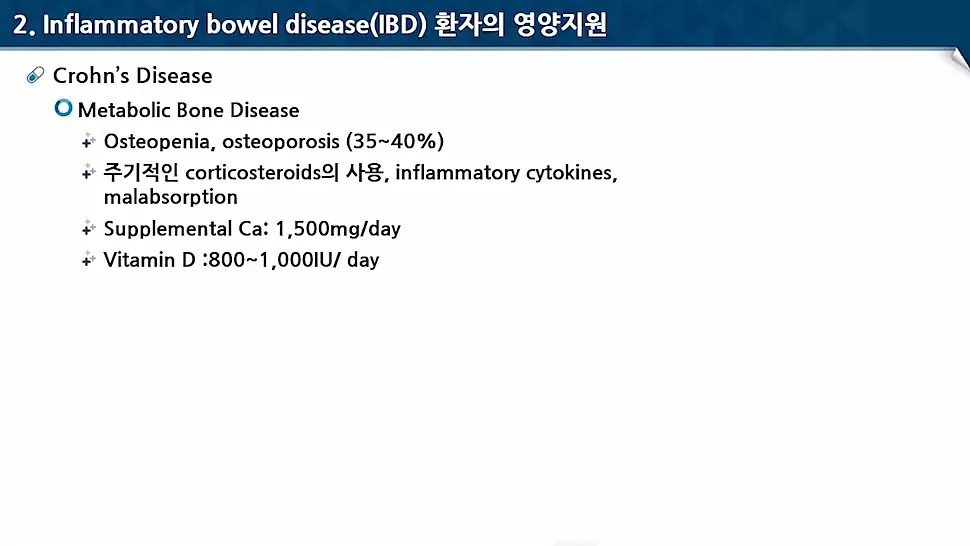 2. Inflammatory bowel disease(IBD) 환자의 영양지원
Crohn's Disease
Metabolic Bone Disease
Osteopenia, osteoporosis (35~40%)
주기적인 corticosteroids의 사용, inflammatory cytokines,
malabsorption
Supplemental Ca: 1,500mg/day
Vitamin D :800~1,000IU/ day